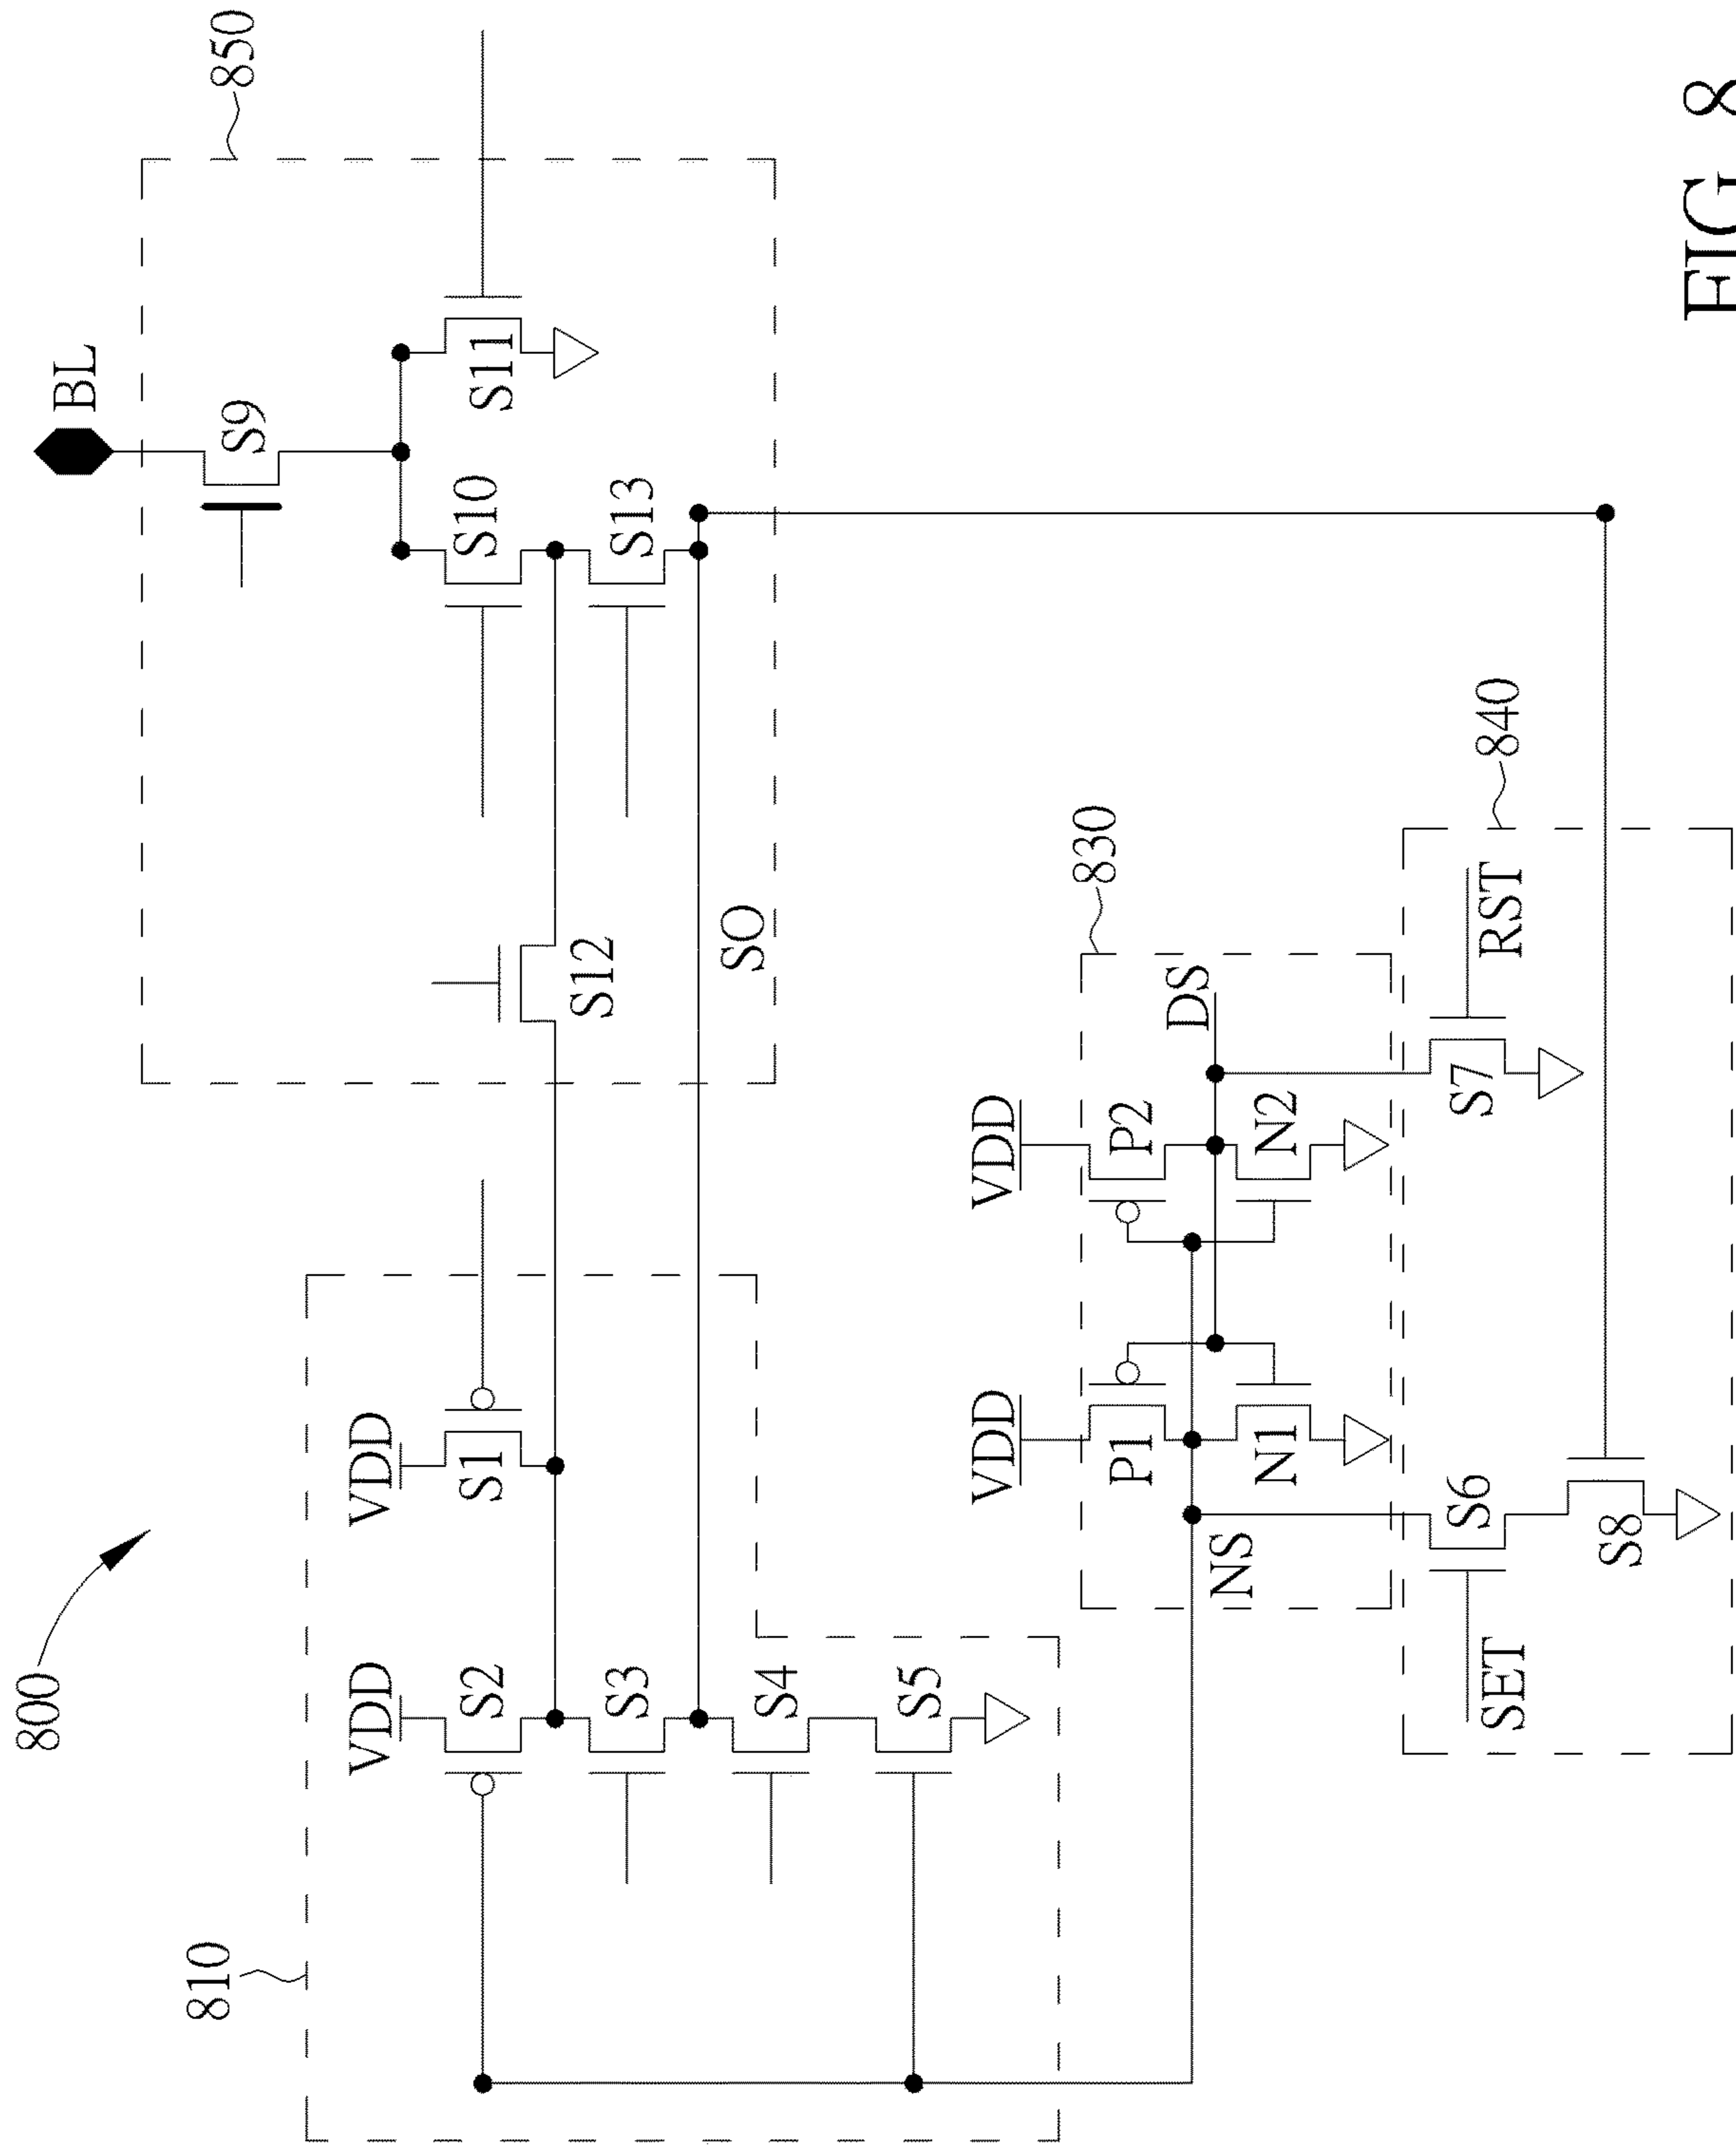 800
BL
810
S9
850
VDD
VDD
S2
S1
S10
S11
S3
S12
S13
SO
S4
S5
VDD
VDD
830
P1
P2
DS
NS
N1
N2
S6
S7
840
SET
RST
S8
FIG 8